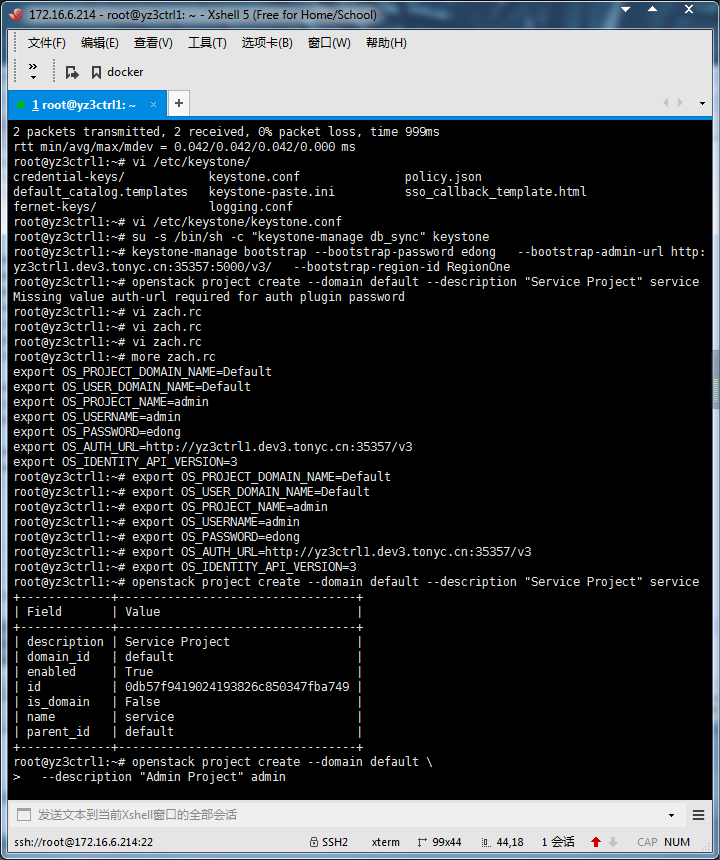 172.16.6.214 - root@yz3ctrl1: ~ - Xshell 5 (Free for Home/School)
文件(F) 编辑(E) 查看(V) 工具(T) 选项卡(B) 窗口(W) 帮助(H)
docker
1 root@yz3ctrl1: ~ × +
2 packets transmitted, 2 received, 0% packet loss, time 999ms
rtt min/avg/max/mdev = 0.042/0.042/0.042/0.000 ms
root@yz3ctrl1:~# vi /etc/keystone/
credential-keys/ keystone.conf policy.json
default_catalog.templates keystone-paste.ini sso_callback_template.html
fernet-keys/ logging.conf
root@yz3ctrl1:~# vi /etc/keystone/keystone.conf
root@yz3ctrl1:~# su -s /bin/sh -c "keystone-manage db_sync" keystone
root@yz3ctrl1:~# keystone-manage bootstrap --bootstrap-password edong --bootstrap-admin-url http:
yz3ctrl1.dev3.tonyc.cn:35357:5000/v3/ --bootstrap-region-id RegionOne
root@yz3ctrl1:~# openstack project create --domain default --description "Service Project" service
Missing value auth-url required for auth plugin password
root@yz3ctrl1:~# vi zach.rc
root@yz3ctrl1:~# vi zach.rc
root@yz3ctrl1:~# vi zach.rc
root@yz3ctrl1:~# more zach.rc
export OS_PROJECT_DOMAIN_NAME=Default
export OS_USER_DOMAIN_NAME=Default
export OS_PROJECT_NAME=admin
export OS_USERNAME=admin
export OS_PASSWORD=edong
export OS_AUTH_URL=http://yz3ctrl1.dev3.tonyc.cn:35357/v3
export OS_IDENTITY_API_VERSION=3
root@yz3ctrl1:~# export OS_PROJECT_DOMAIN_NAME=Default
root@yz3ctrl1:~# export OS_USER_DOMAIN_NAME=Default
root@yz3ctrl1:~# export OS_PROJECT_NAME=admin
root@yz3ctrl1:~# export OS_USERNAME=admin
root@yz3ctrl1:~# export OS_PASSWORD=edong
root@yz3ctrl1:~# export OS_AUTH_URL=http://yz3ctrl1.dev3.tonyc.cn:35357/v3
root@yz3ctrl1:~# export OS_IDENTITY_API_VERSION=3
root@yz3ctrl1:~# openstack project create --domain default --description "Service Project" service
+-------------+----------------------------------+
| Field | Value |
+-------------+----------------------------------+
| description | Service Project |
| domain_id | default |
| enabled | True |
| id | 0db57f9419024193826c850347fba749 |
| is_domain | False |
| name | service |
| parent_id | default |
+-------------+----------------------------------+
root@yz3ctrl1:~# openstack project create --domain default \
> --description "Admin Project" admin
发送文本到当前Xshell窗口的全部会话
ssh://root@172.16.6.214:22 SSH2 xterm 99x44 44,18 1 会话 CAP NUM